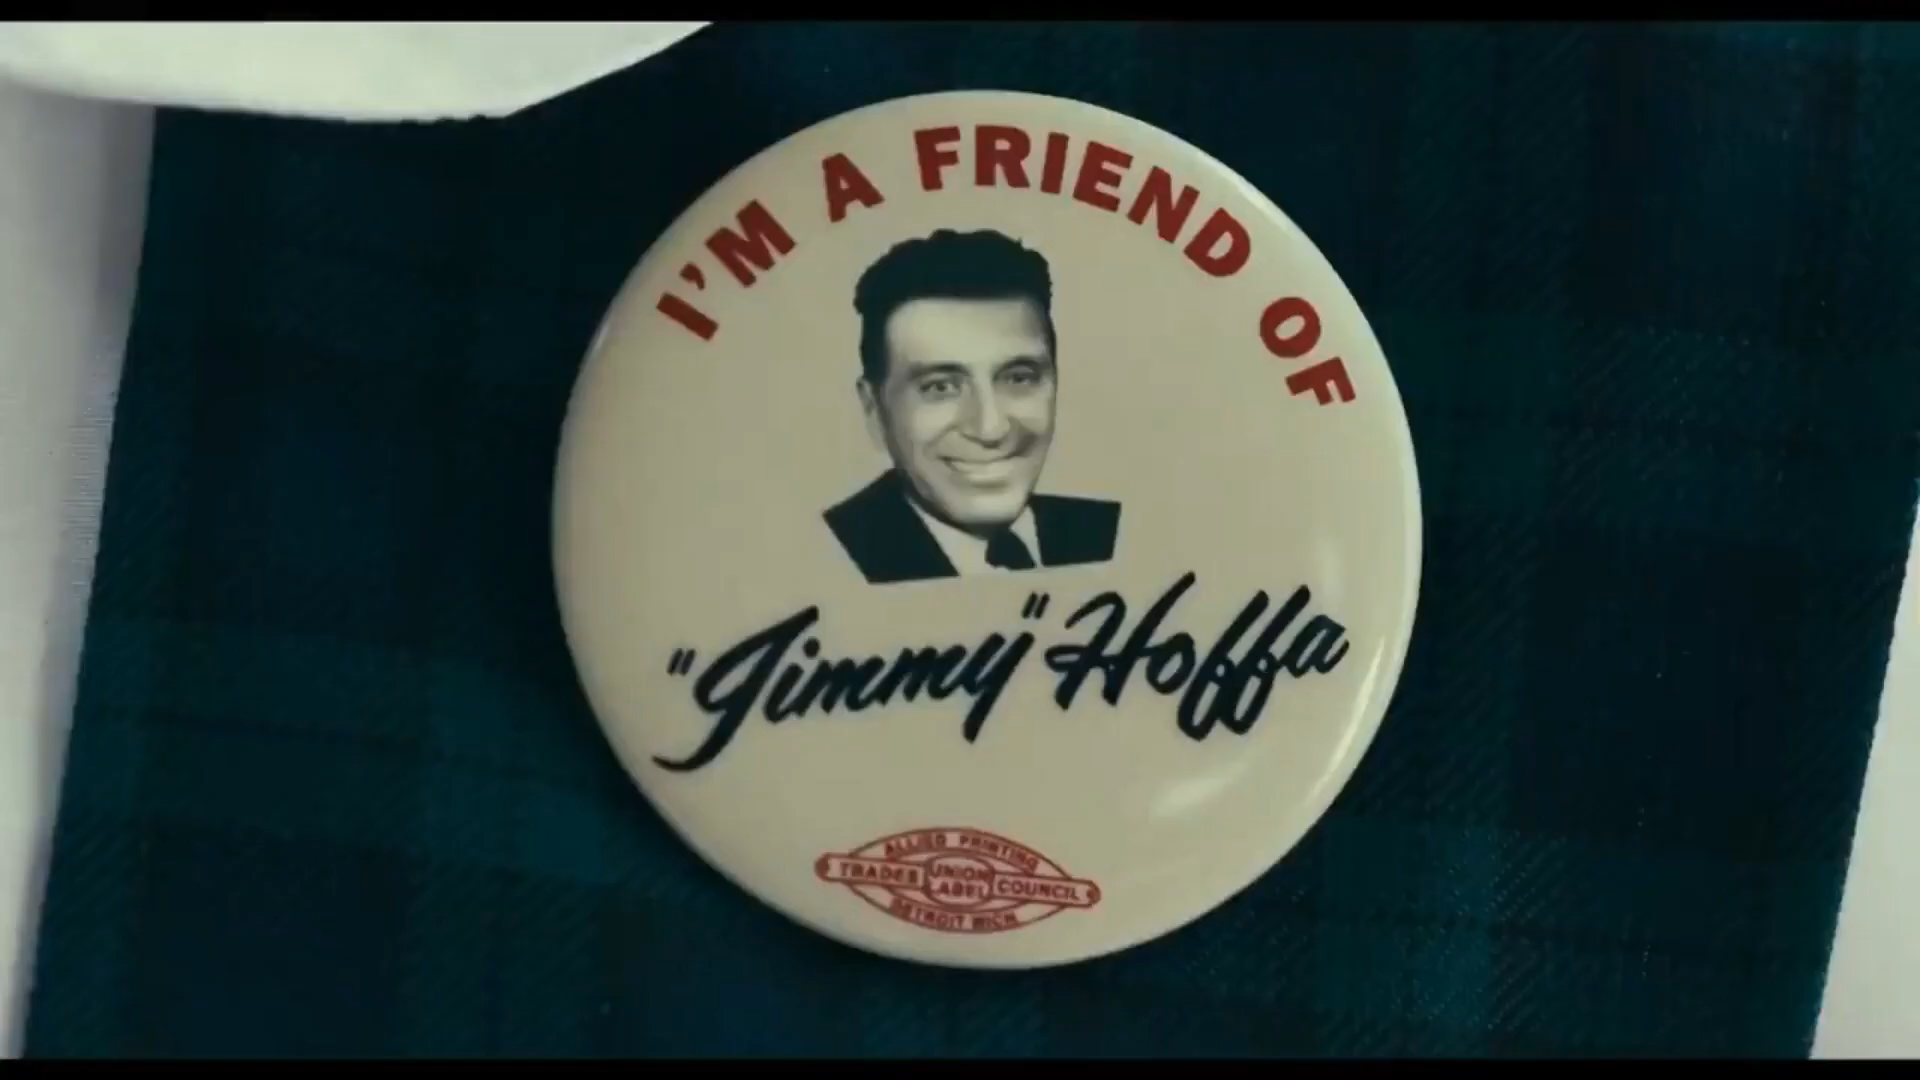 I'M A FRIEND OF
"Jimmy" Hoffa
ALLIED PRINTING
TRADES UNION LABEL COUNCIL
DETROIT MICH.